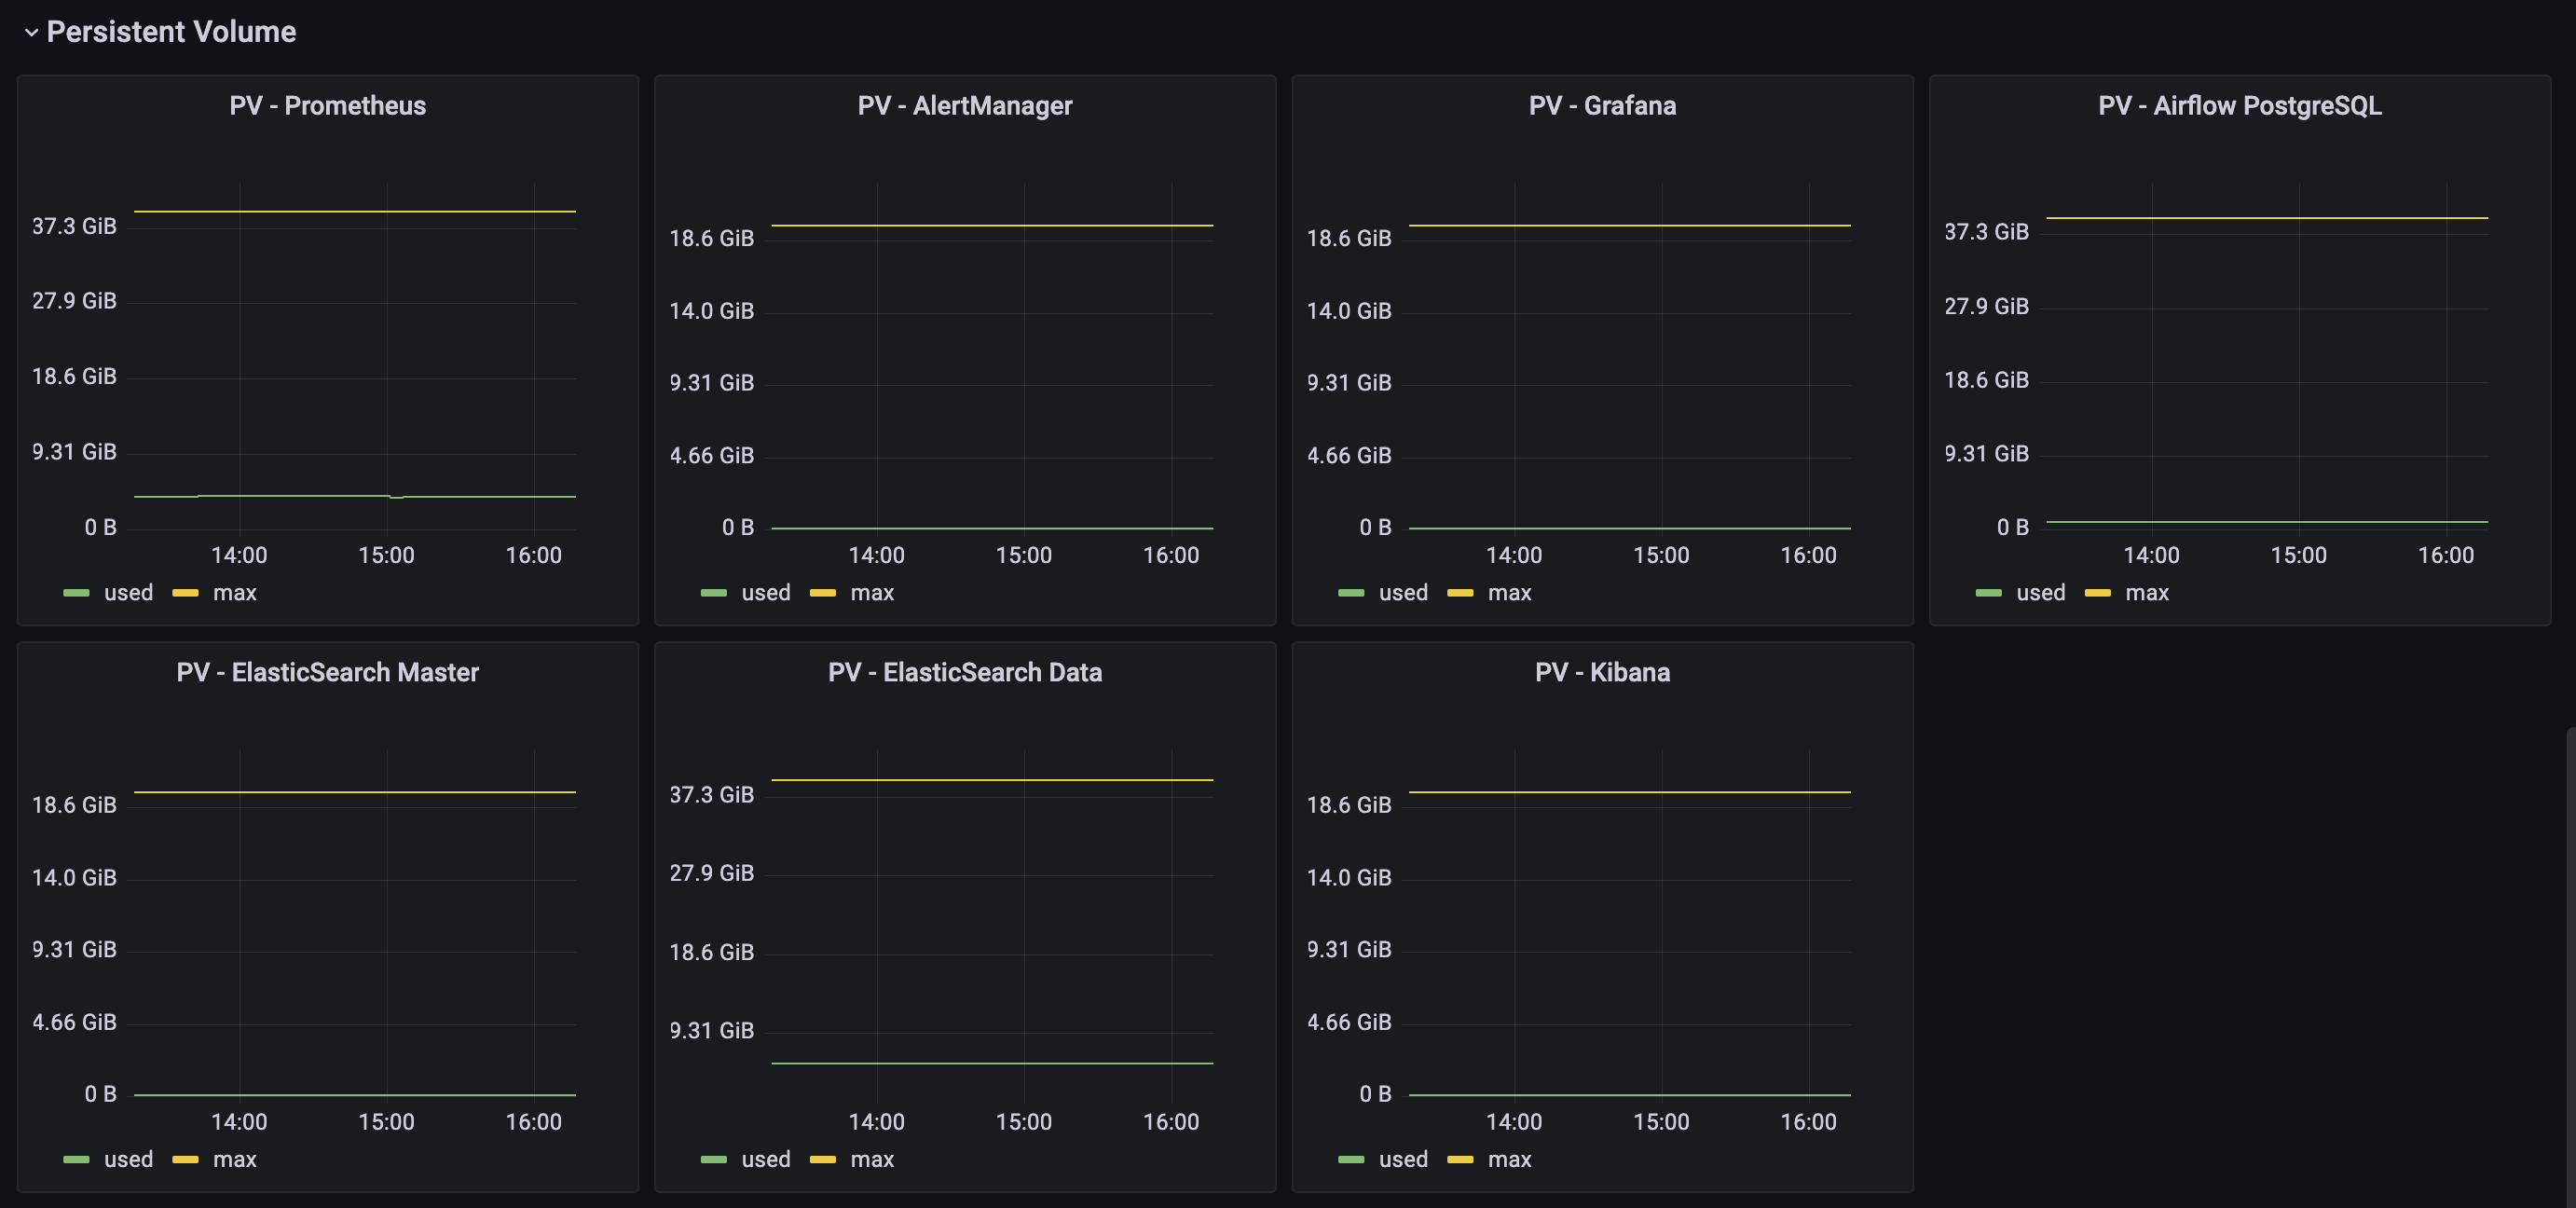 Persistent Volume
PV - Prometheus
37.3 GiB
27.9 GiB
18.6 GiB
9.31 GiB
0 B
14:00 15:00 16:00
used max
PV - AlertManager
18.6 GiB
14.0 GiB
9.31 GiB
4.66 GiB
0 B
14:00 15:00 16:00
used max
PV - Grafana
18.6 GiB
14.0 GiB
9.31 GiB
4.66 GiB
0 B
14:00 15:00 16:00
used max
PV - Airflow PostgreSQL
37.3 GiB
27.9 GiB
18.6 GiB
9.31 GiB
0 B
14:00 15:00 16:00
used max
PV - ElasticSearch Master
18.6 GiB
14.0 GiB
9.31 GiB
4.66 GiB
0 B
14:00 15:00 16:00
used max
PV - ElasticSearch Data
37.3 GiB
27.9 GiB
18.6 GiB
9.31 GiB
14:00 15:00 16:00
used max
PV - Kibana
18.6 GiB
14.0 GiB
9.31 GiB
4.66 GiB
0 B
14:00 15:00 16:00
used max